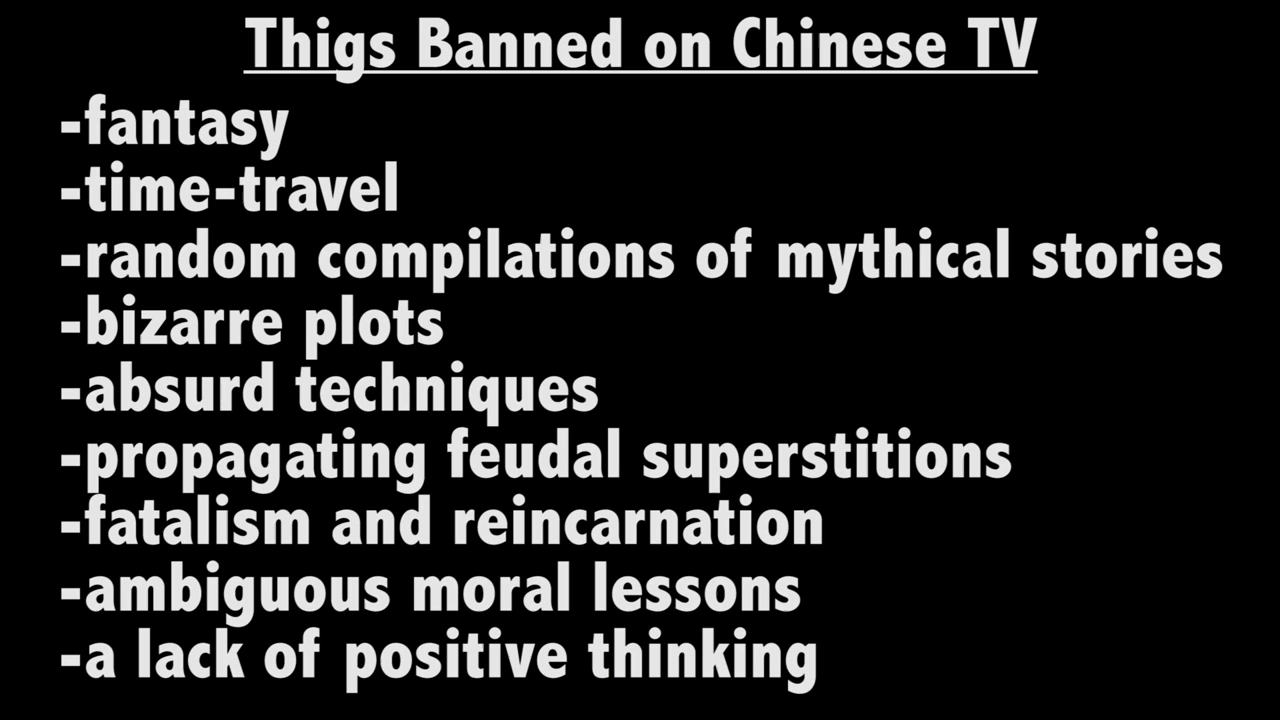 Thigs Banned on Chinese TV
-fantasy
-time-travel
-random compilations of mythical stories
-bizarre plots
-absurd techniques
-propagating feudal superstitions
-fatalism and reincarnation
-ambiguous moral lessons
-a lack of positive thinking